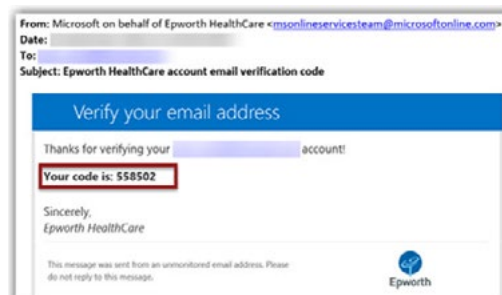 From: Microsoft on behalf of Epworth HealthCare <msonlineservicesteam@microsoftonline.com>
Date:
To:
Subject: Epworth HealthCare account email verification code
Verify your email address
Thanks for verifying your account!
Your code is: 558502
Sincerely,
Epworth HealthCare
This message was sent from an unmonitored email address. Please
do not reply to this message.
Epworth